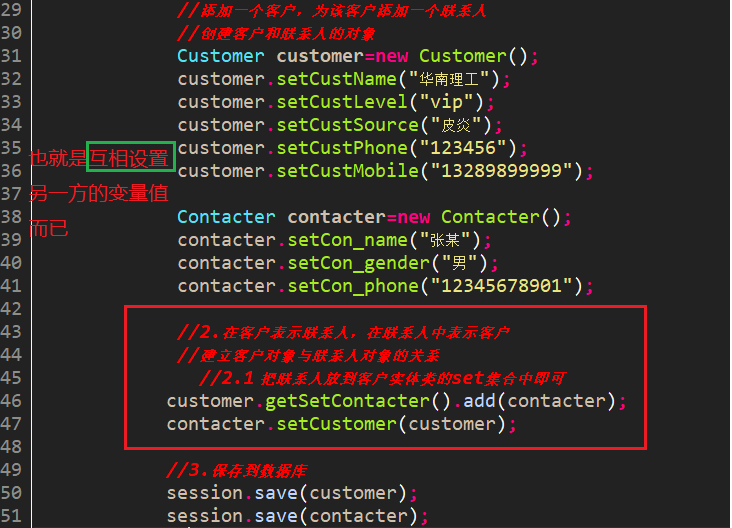 29 //添加一个客户，为该客户添加一个联系人
30 //创建客户和联系人的对象
31 Customer customer=new Customer();
32 customer.setCustName("华南理工");
33 customer.setCustLevel("vip");
34 customer.setCustSource("皮炎");
35 customer.setCustPhone("123456");
36 customer.setCustMobile("13289899999");
37
也就是互相设置
另一方的变量值
而已
38 Contacter contacter=new Contacter();
39 contacter.setCon_name("张某");
40 contacter.setCon_gender("男");
41 contacter.setCon_phone("12345678901");
42
43 //2.在客户表示联系人，在联系人中表示客户
44 //建立客户对象与联系人对象的关系
45 //2.1 把联系人放到客户实体类的set集合中即可
46 customer.getSetContacter().add(contacter);
47 contacter.setCustomer(customer);
48
49 //3.保存到数据库
50 session.save(customer);
51 session.save(contacter);